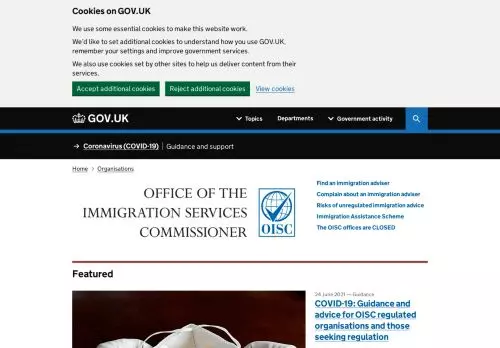 Cookies on GOV.UK
We use some essential cookies to make this website work.
We'd like to set additional cookies to understand how you use GOV.UK,
remember your settings and improve government services.
We also use cookies set by other sites to help us deliver content from their
services.
Accept additional cookies Reject additional cookies View cookies
GOV.UK Topics Departments Government activity
Coronavirus (COVID-19) Guidance and support
Home Organisations
OFFICE OF THE
IMMIGRATION SERVICES
COMMISSIONER
OISC
Find an immigration adviser
Complain about an immigration adviser
Risks of unregulated immigration advice
Immigration Assistance Scheme
The OISC offices are CLOSED
Featured
24 June 2021 — Guidance
COVID-19: Guidance and
advice for OISC regulated
organisations and those
seeking regulation